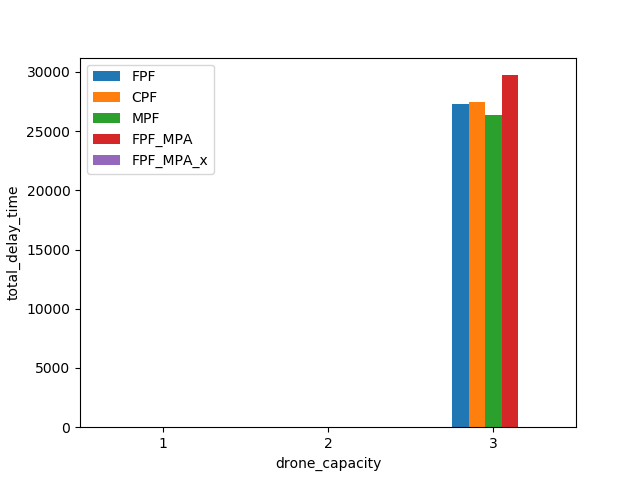 30000
25000
20000
15000
10000
5000
0
total_delay_time
FPF
CPF
MPF
FPF_MPA
FPF_MPA_x
1 2 3
drone_capacity